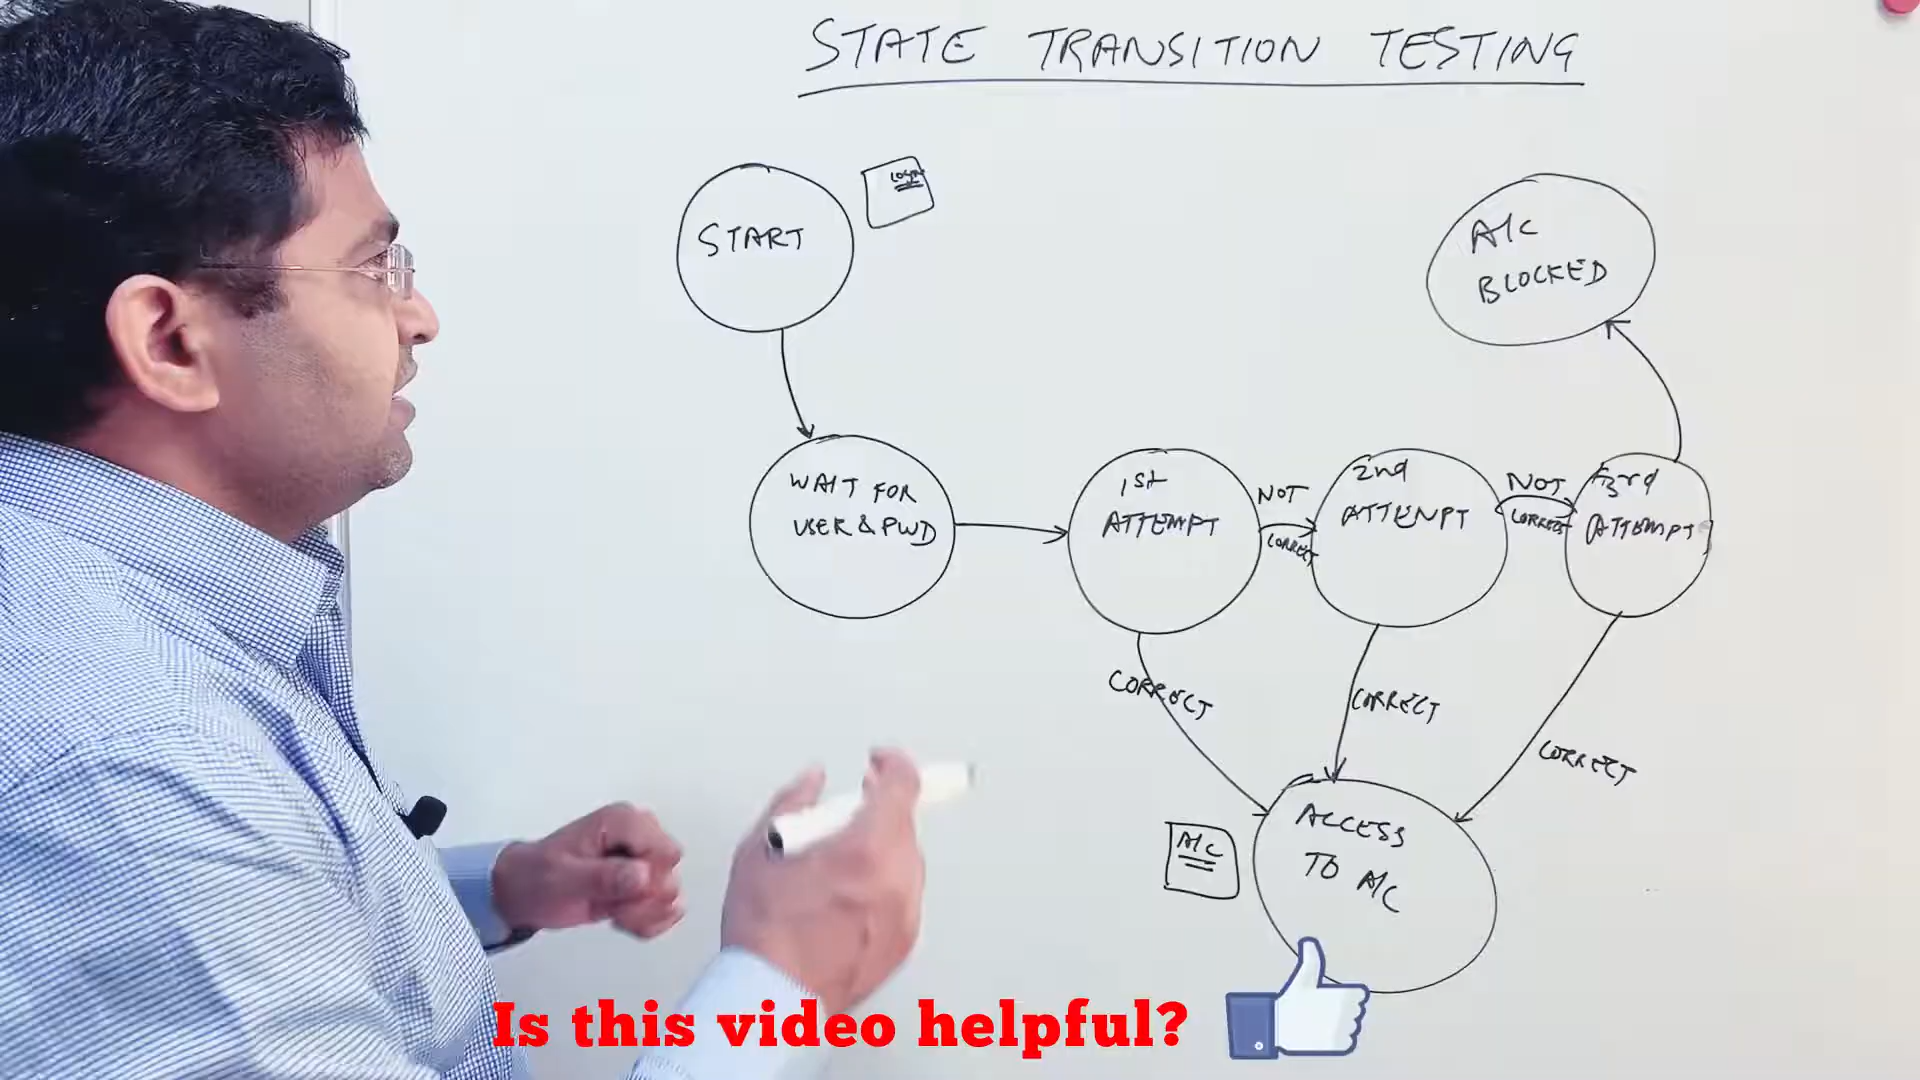 STATE TRANSITION TESTING
START
LOGIN
A/C
BLOCKED
WAIT FOR
USER & PWD
1st
ATTEMPT
NOT
CORRECT
2nd
ATTEMPT
NOT
CORRECT
3rd
ATTEMPT
CORRECT
CORRECT
CORRECT
A/C
ACCESS
TO A/C
Is this video helpful?